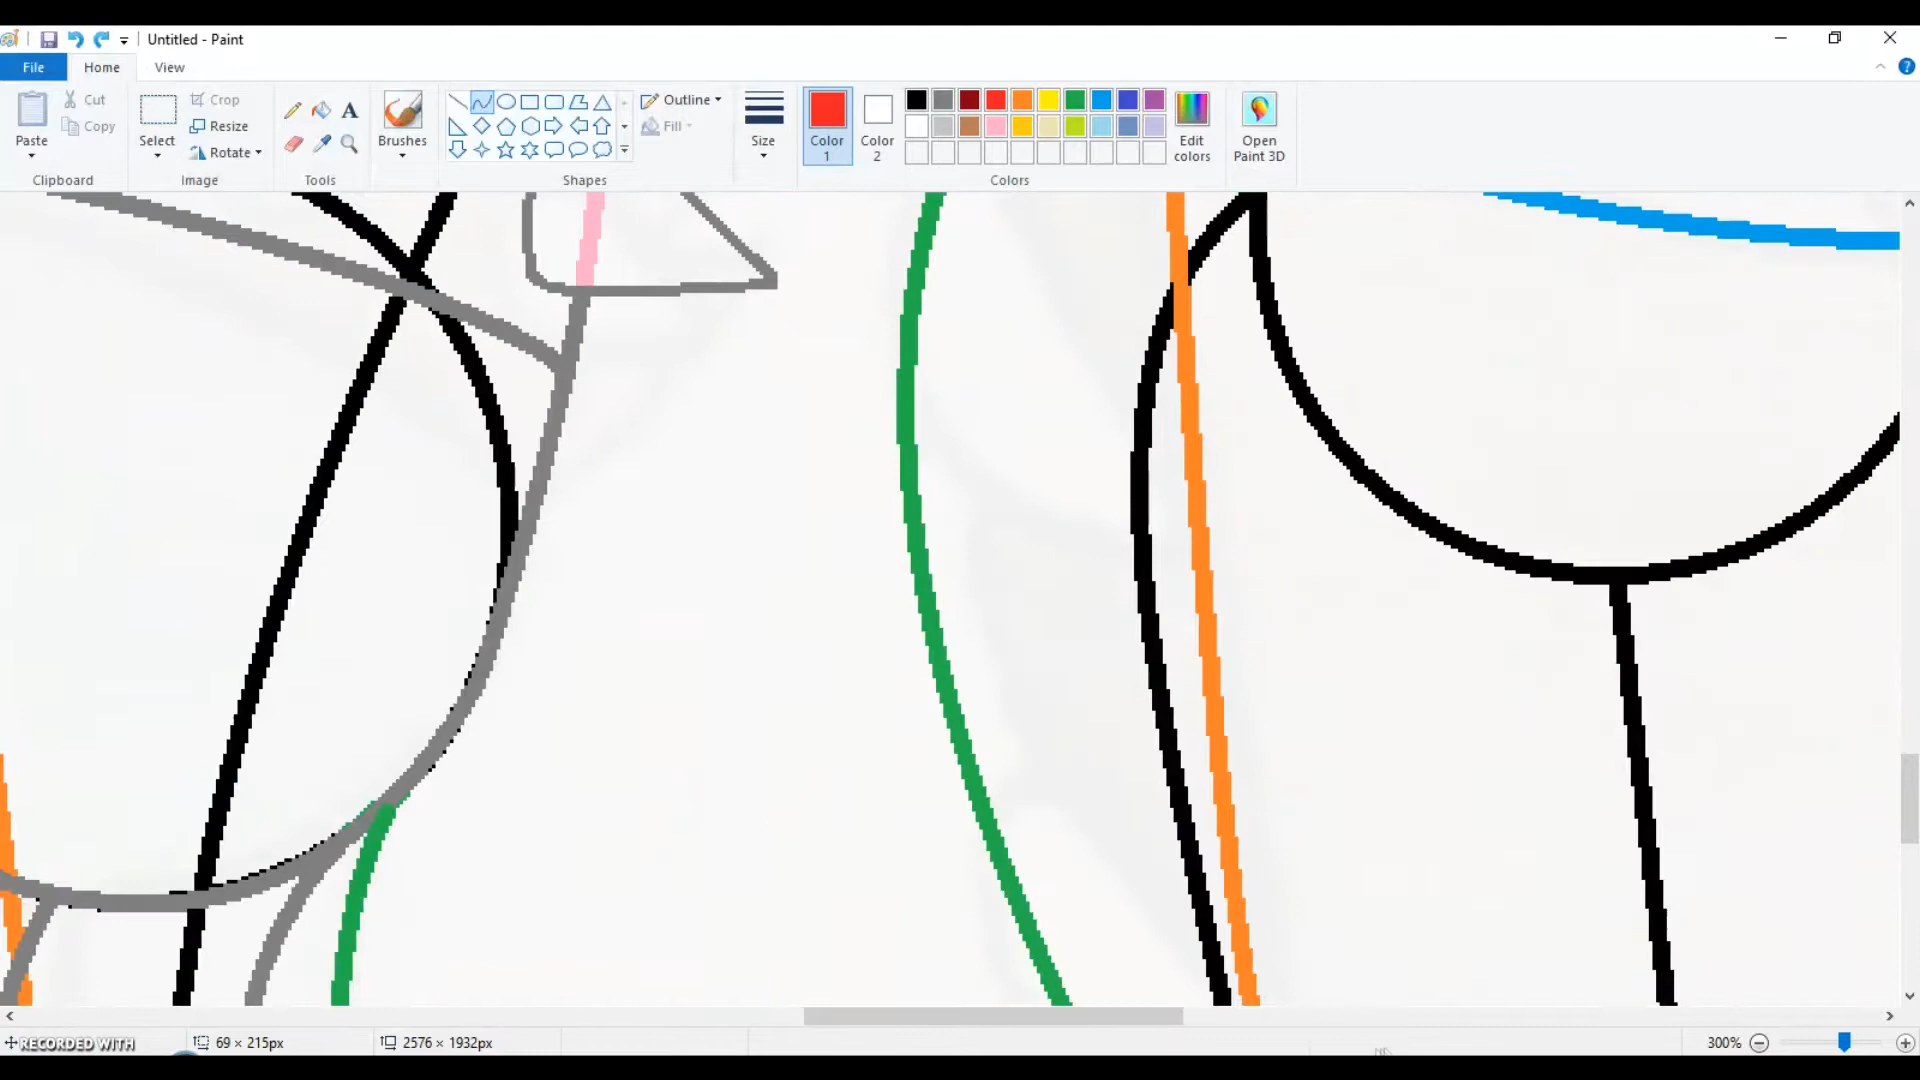 Untitled - Paint
File Home View
Paste
Cut
Copy
Clipboard
Select
Crop
Resize
Rotate
Image
A
Tools
Brushes
Outline
Fill
Shapes
Size
Color 1
Color 2
Edit colors
Colors
Open Paint 3D
RECORDED WITH
69 × 215px
2576 × 1932px
300%